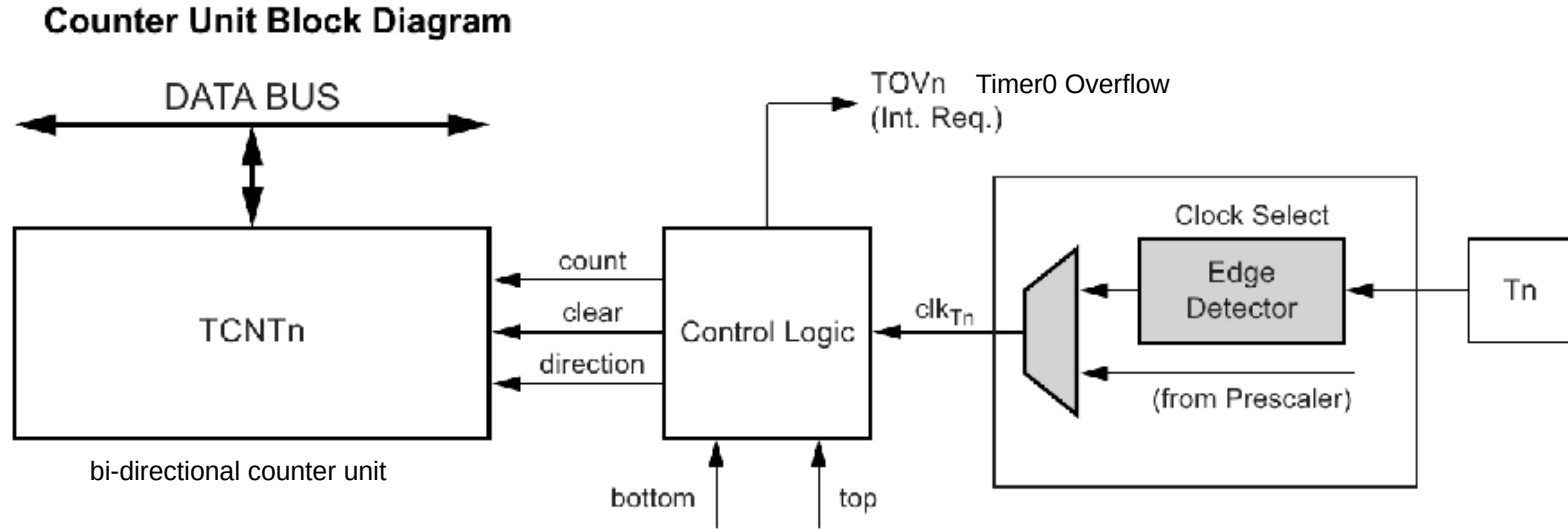 Counter Unit Block Diagram
DATA BUS
TOVn Timer0 Overflow
(Int. Req.)
Clock Select
count
Edge
Detector
Tn
TCNTn
clear
Control Logic
clkTn
direction
(from Prescaler)
bi-directional counter unit
bottom
top